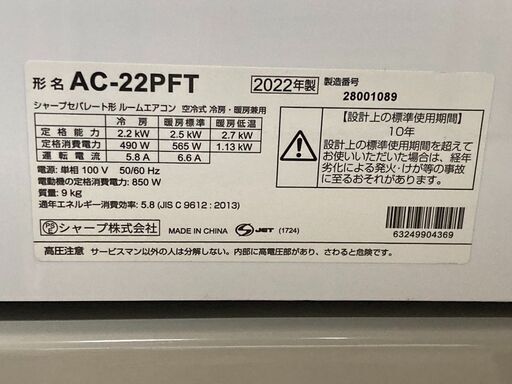 形名 AC-22PFT 2022年製 製造番号 28001089
シャープセパレート形 ルームエアコン 空冷式 冷房・暖房兼用
冷房 暖房標準 暖房低温
定格能力 2.2 kW 2.5 kW 2.7 kW
定格消費電力 490 W 565 W 1.13 kW
運転電流 5.8 A 6.6 A
電源: 単相 100 V 50/60 Hz
電動機の定格消費電力: 850 W
質量: 9 kg
通年エネルギー消費効率: 5.8 (JIS C 9612 : 2013)
【設計上の標準使用期間】
10年
設計上の標準使用期間を超えて
お使いいただいた場合は、経年
劣化による発火・けが等の事故
に至るおそれがあります。
PSE シャープ株式会社 MADE IN CHINA JET (1724)
63249904369
高圧注意 サービスマン以外の人は分解しない。内部に高電圧部があり、さわると危険です。